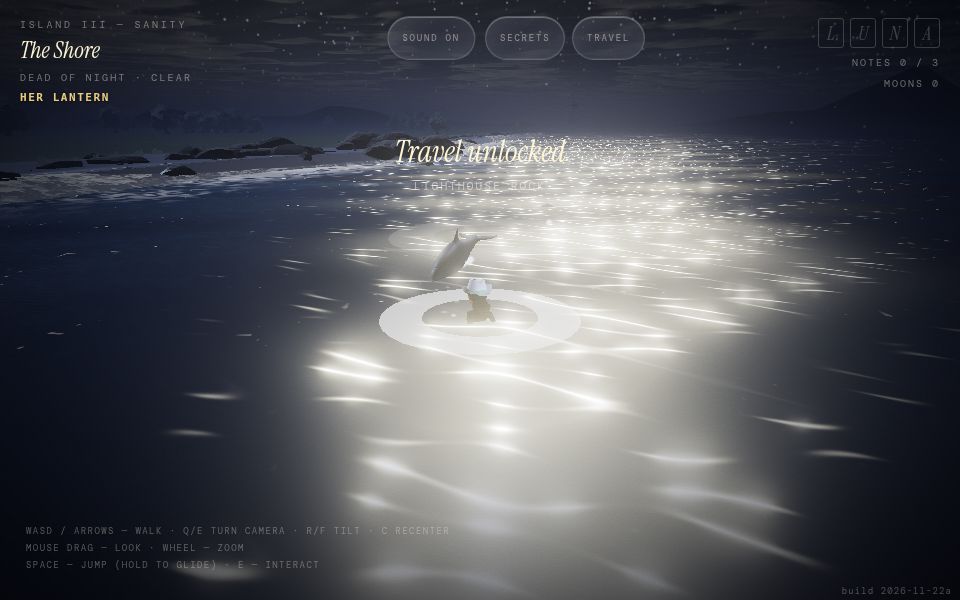 ISLAND III — SANITY
The Shore
DEAD OF NIGHT · CLEAR
HER LANTERN
SOUND ON
SECRETS
TRAVEL
L U N A
NOTES 0 / 3
MOONS 0
Travel unlocked.
LIGHTHOUSE ROCK
WASD / ARROWS — WALK · Q/E TURN CAMERA · R/F TILT · C RECENTER
MOUSE DRAG — LOOK · WHEEL — ZOOM
SPACE — JUMP (HOLD TO GLIDE) · E — INTERACT
build 2026-11-22a